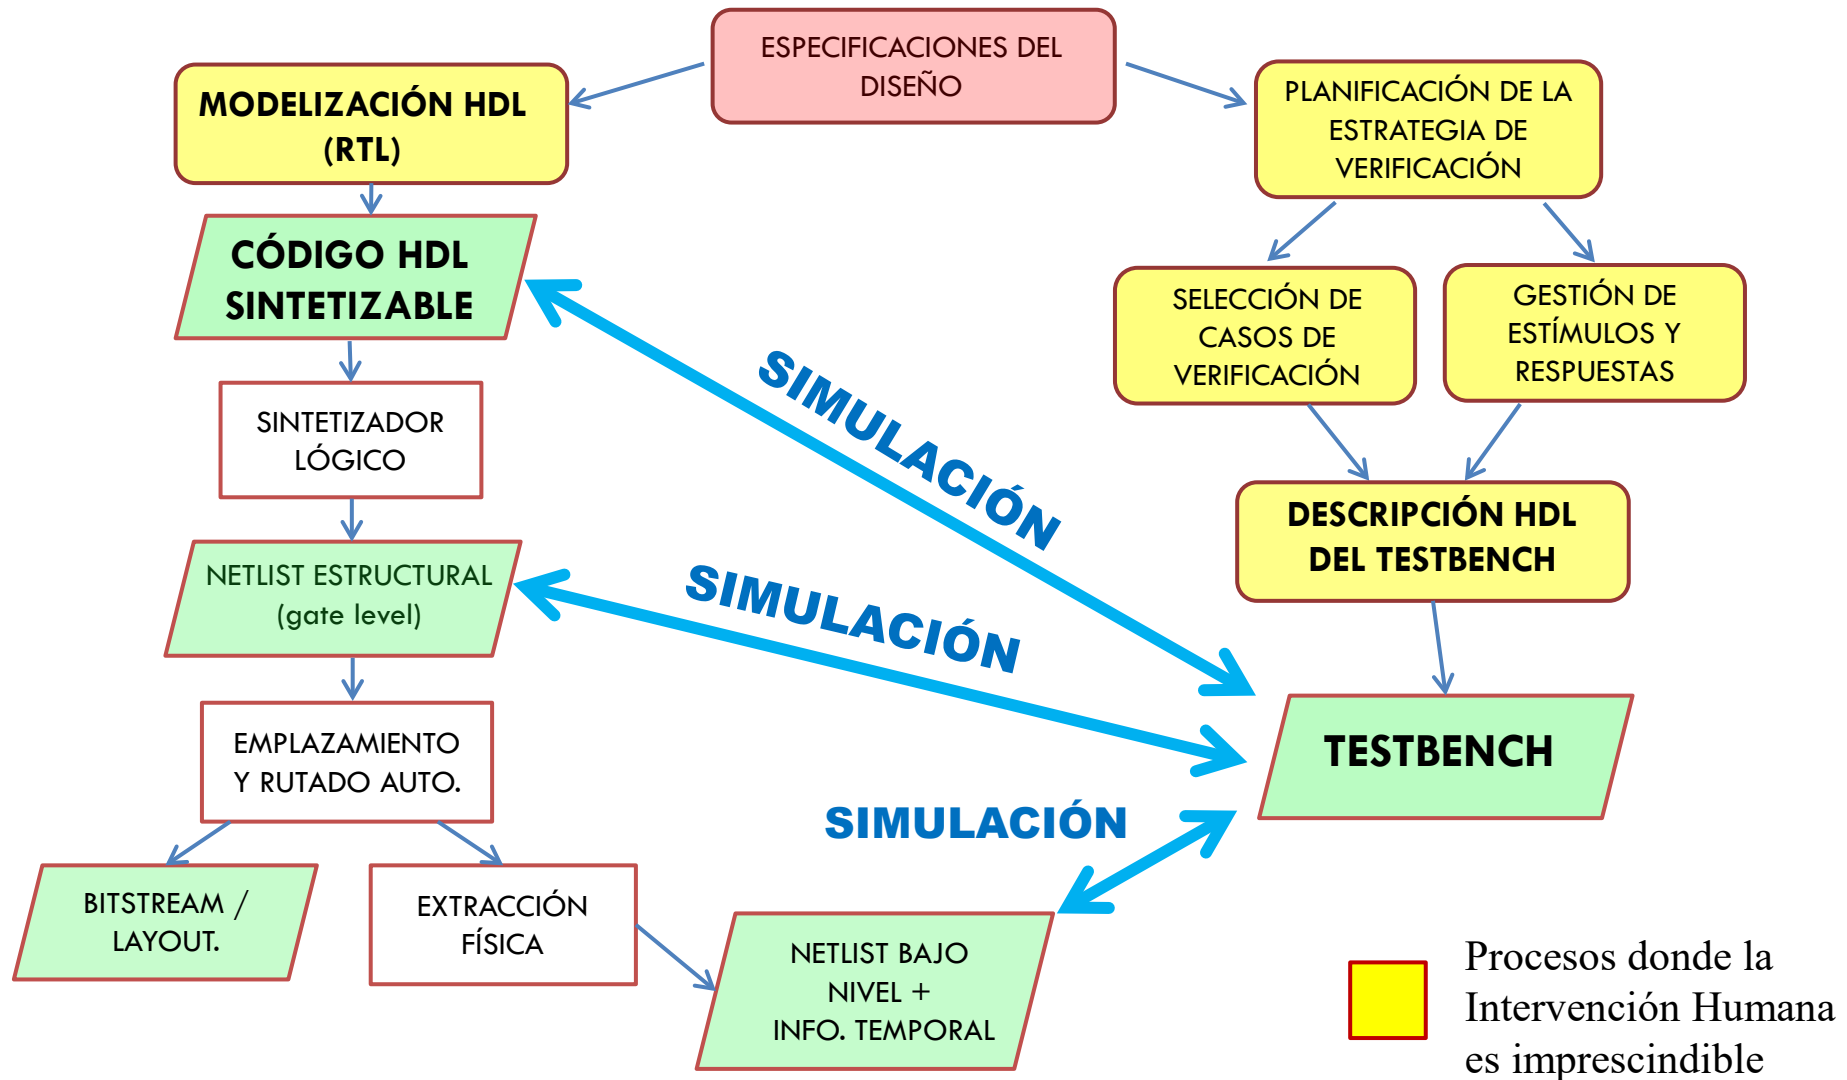 ESPECIFICACIONES DEL
DISEÑO
MODELIZACIÓN HDL
(RTL)
PLANIFICACIÓN DE LA
ESTRATEGIA DE
VERIFICACIÓN
CÓDIGO HDL
SINTETIZABLE
SELECCIÓN DE
CASOS DE
VERIFICACIÓN
GESTIÓN DE
ESTÍMULOS Y
RESPUESTAS
SINTETIZADOR
LÓGICO
SIMULACIÓN
DESCRIPCIÓN HDL
DEL TESTBENCH
NETLIST ESTRUCTURAL
(gate level)
SIMULACIÓN
EMPLAZAMIENTO
Y RUTADO AUTO.
TESTBENCH
SIMULACIÓN
BITSTREAM /
LAYOUT.
EXTRACCIÓN
FÍSICA
NETLIST BAJO
NIVEL +
INFO. TEMPORAL
Procesos donde la
Intervención Humana
es imprescindible